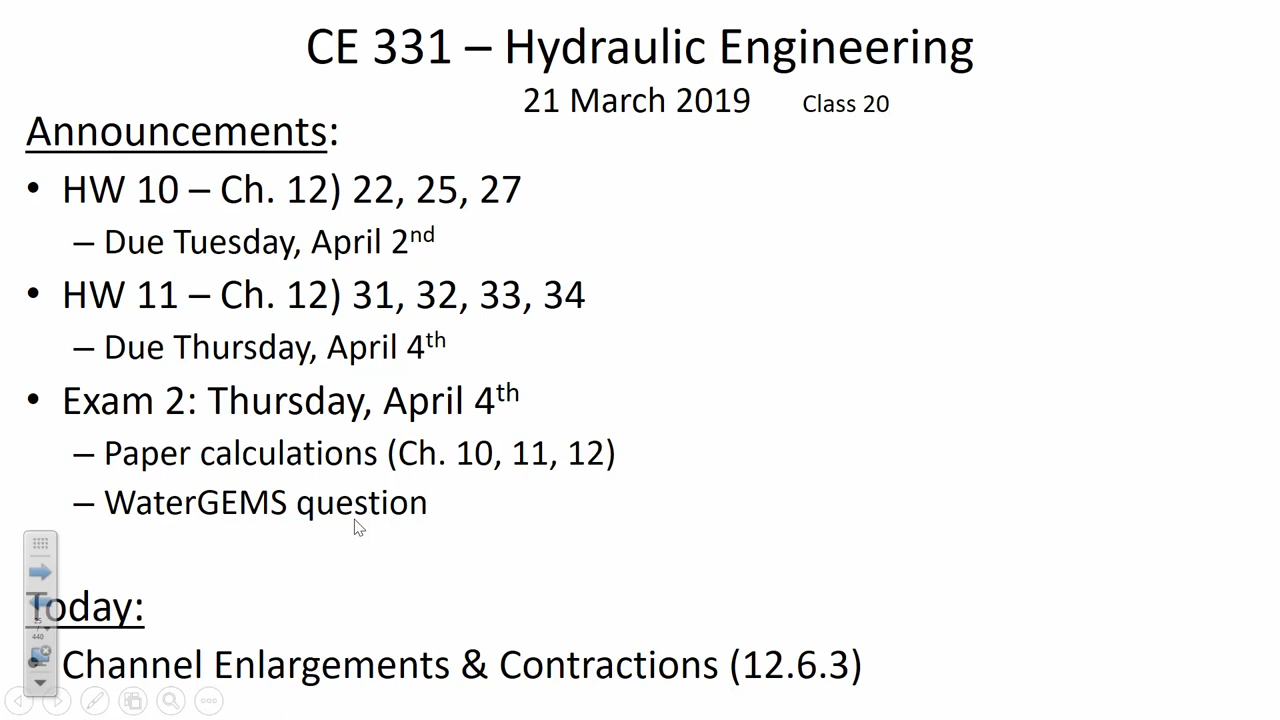 CE 331 – Hydraulic Engineering
21 March 2019 Class 20
Announcements:
• HW 10 – Ch. 12) 22, 25, 27
– Due Tuesday, April 2nd
• HW 11 – Ch. 12) 31, 32, 33, 34
– Due Thursday, April 4th
• Exam 2: Thursday, April 4th
– Paper calculations (Ch. 10, 11, 12)
– WaterGEMS question
Today:
440
• Channel Enlargements & Contractions (12.6.3)